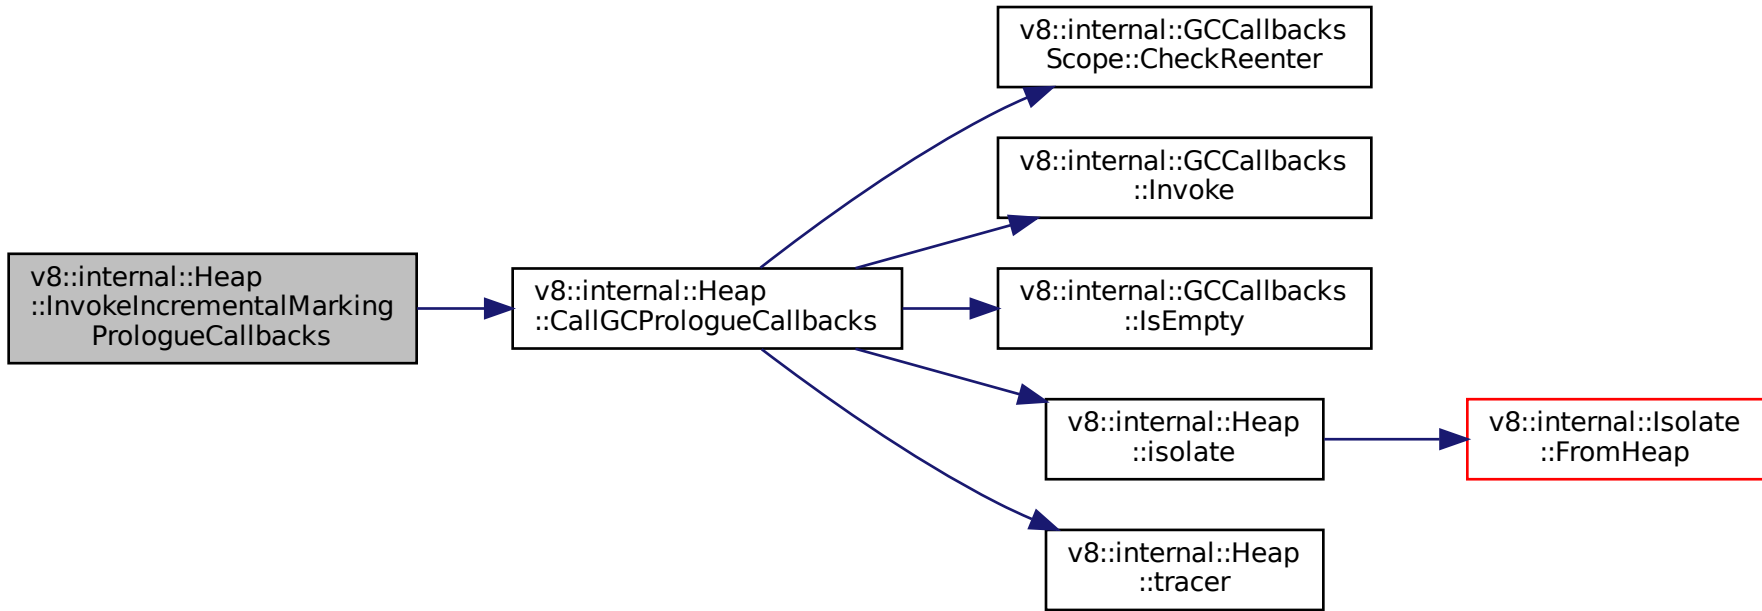 v8::internal::Heap
::InvokeIncrementalMarking
PrologueCallbacks
v8::internal::Heap
::CallGCPrologueCallbacks
v8::internal::GCCallbacks
Scope::CheckReenter
v8::internal::GCCallbacks
::Invoke
v8::internal::GCCallbacks
::IsEmpty
v8::internal::Heap
::isolate
v8::internal::Isolate
::FromHeap
v8::internal::Heap
::tracer